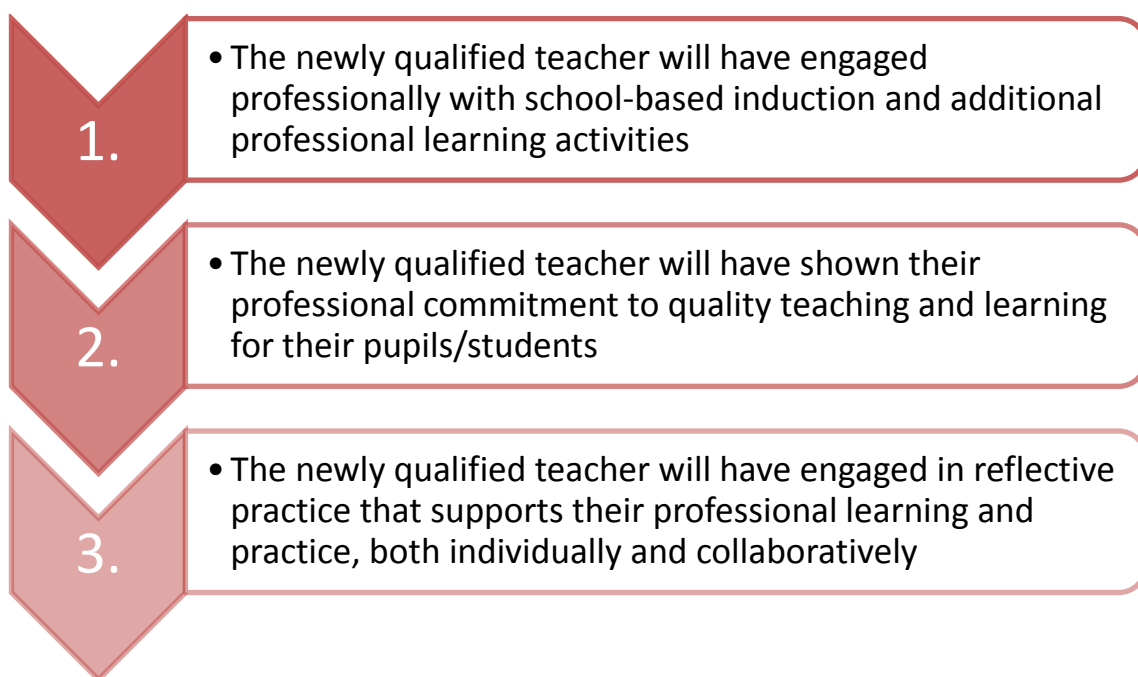 1.
• The newly qualified teacher will have engaged
professionally with school-based induction and additional
professional learning activities
2.
• The newly qualified teacher will have shown their
professional commitment to quality teaching and learning
for their pupils/students
3.
• The newly qualified teacher will have engaged in reflective
practice that supports their professional learning and
practice, both individually and collaboratively